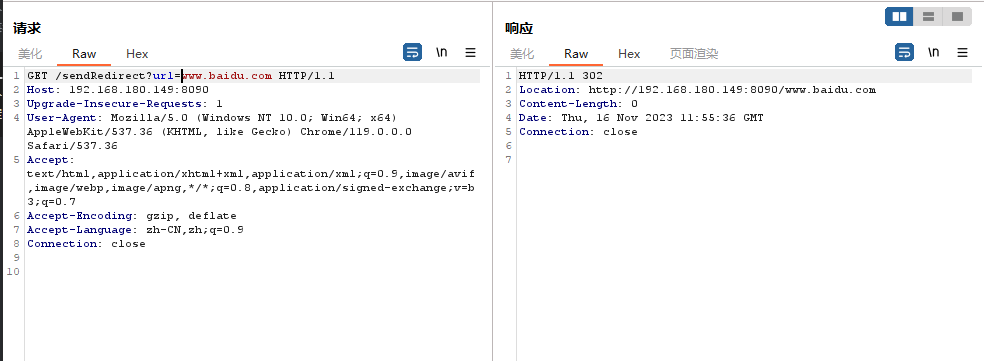 请求
美化 Raw Hex \n
1 GET /sendRedirect?url=www.baidu.com HTTP/1.1
2 Host: 192.168.180.149:8090
3 Upgrade-Insecure-Requests: 1
4 User-Agent: Mozilla/5.0 (Windows NT 10.0; Win64; x64)
AppleWebKit/537.36 (KHTML, like Gecko) Chrome/119.0.0.0
Safari/537.36
5 Accept:
text/html,application/xhtml+xml,application/xml;q=0.9,image/avif
,image/webp,image/apng,*/*;q=0.8,application/signed-exchange;v=b
3;q=0.7
6 Accept-Encoding: gzip, deflate
7 Accept-Language: zh-CN,zh;q=0.9
8 Connection: close
9
10
响应
美化 Raw Hex 页面渲染 \n
1 HTTP/1.1 302
2 Location: http://192.168.180.149:8090/www.baidu.com
3 Content-Length: 0
4 Date: Thu, 16 Nov 2023 11:55:36 GMT
5 Connection: close
6
7